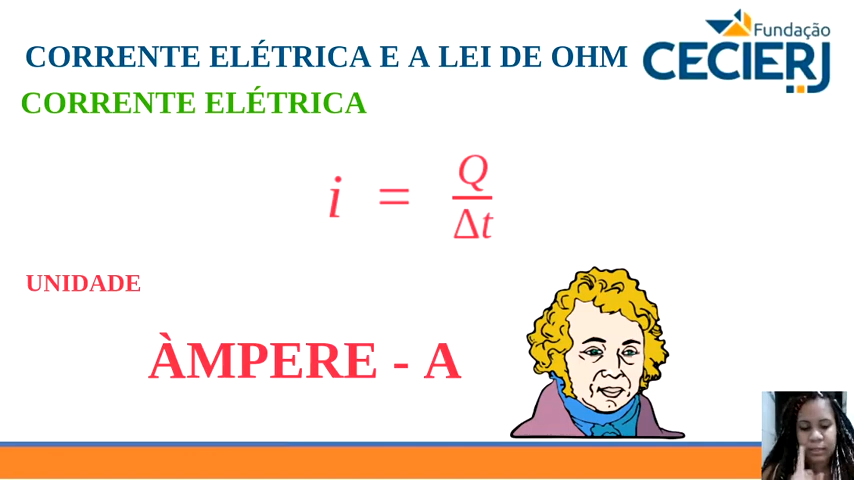 CORRENTE ELÉTRICA E A LEI DE OHM
Fundação
CECIERJ
CORRENTE ELÉTRICA
i = Q/Δt
UNIDADE
ÀMPERE - A